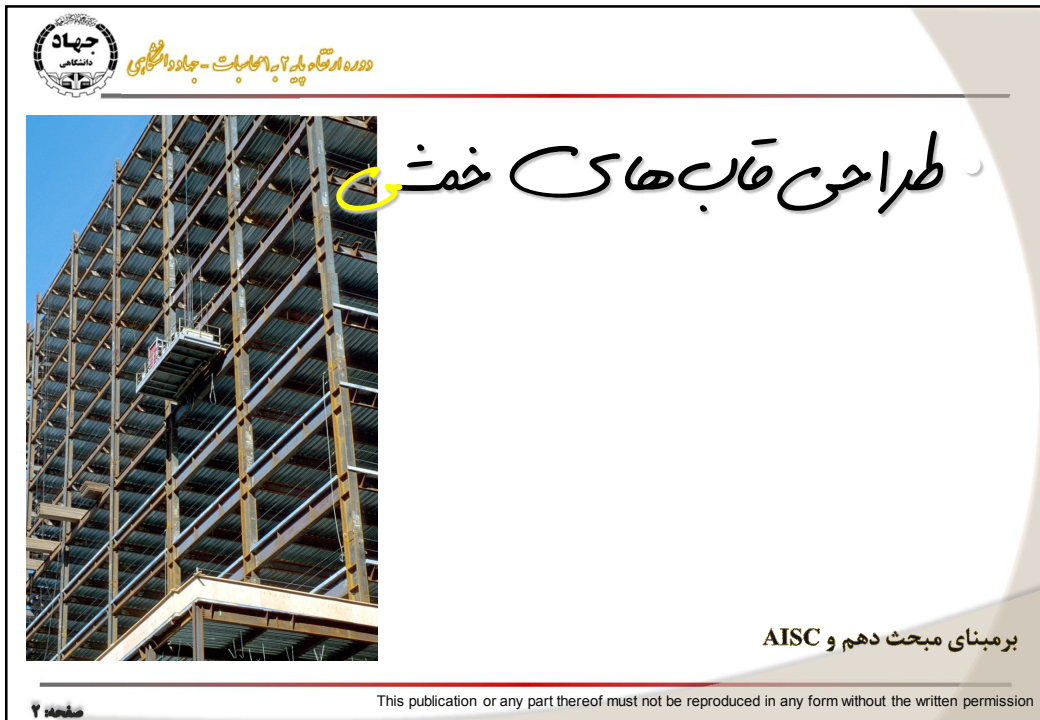 جهاد
دانشگاهی
دوره ارتقاء پایه ۲ به ۱ محاسبات - جهاد دانشگاهی
• طراحی قاب‌های خمشی
برمبنای مبحث دهم و AISC
This publication or any part thereof must not be reproduced in any form without the written permission
صفحه: ۲